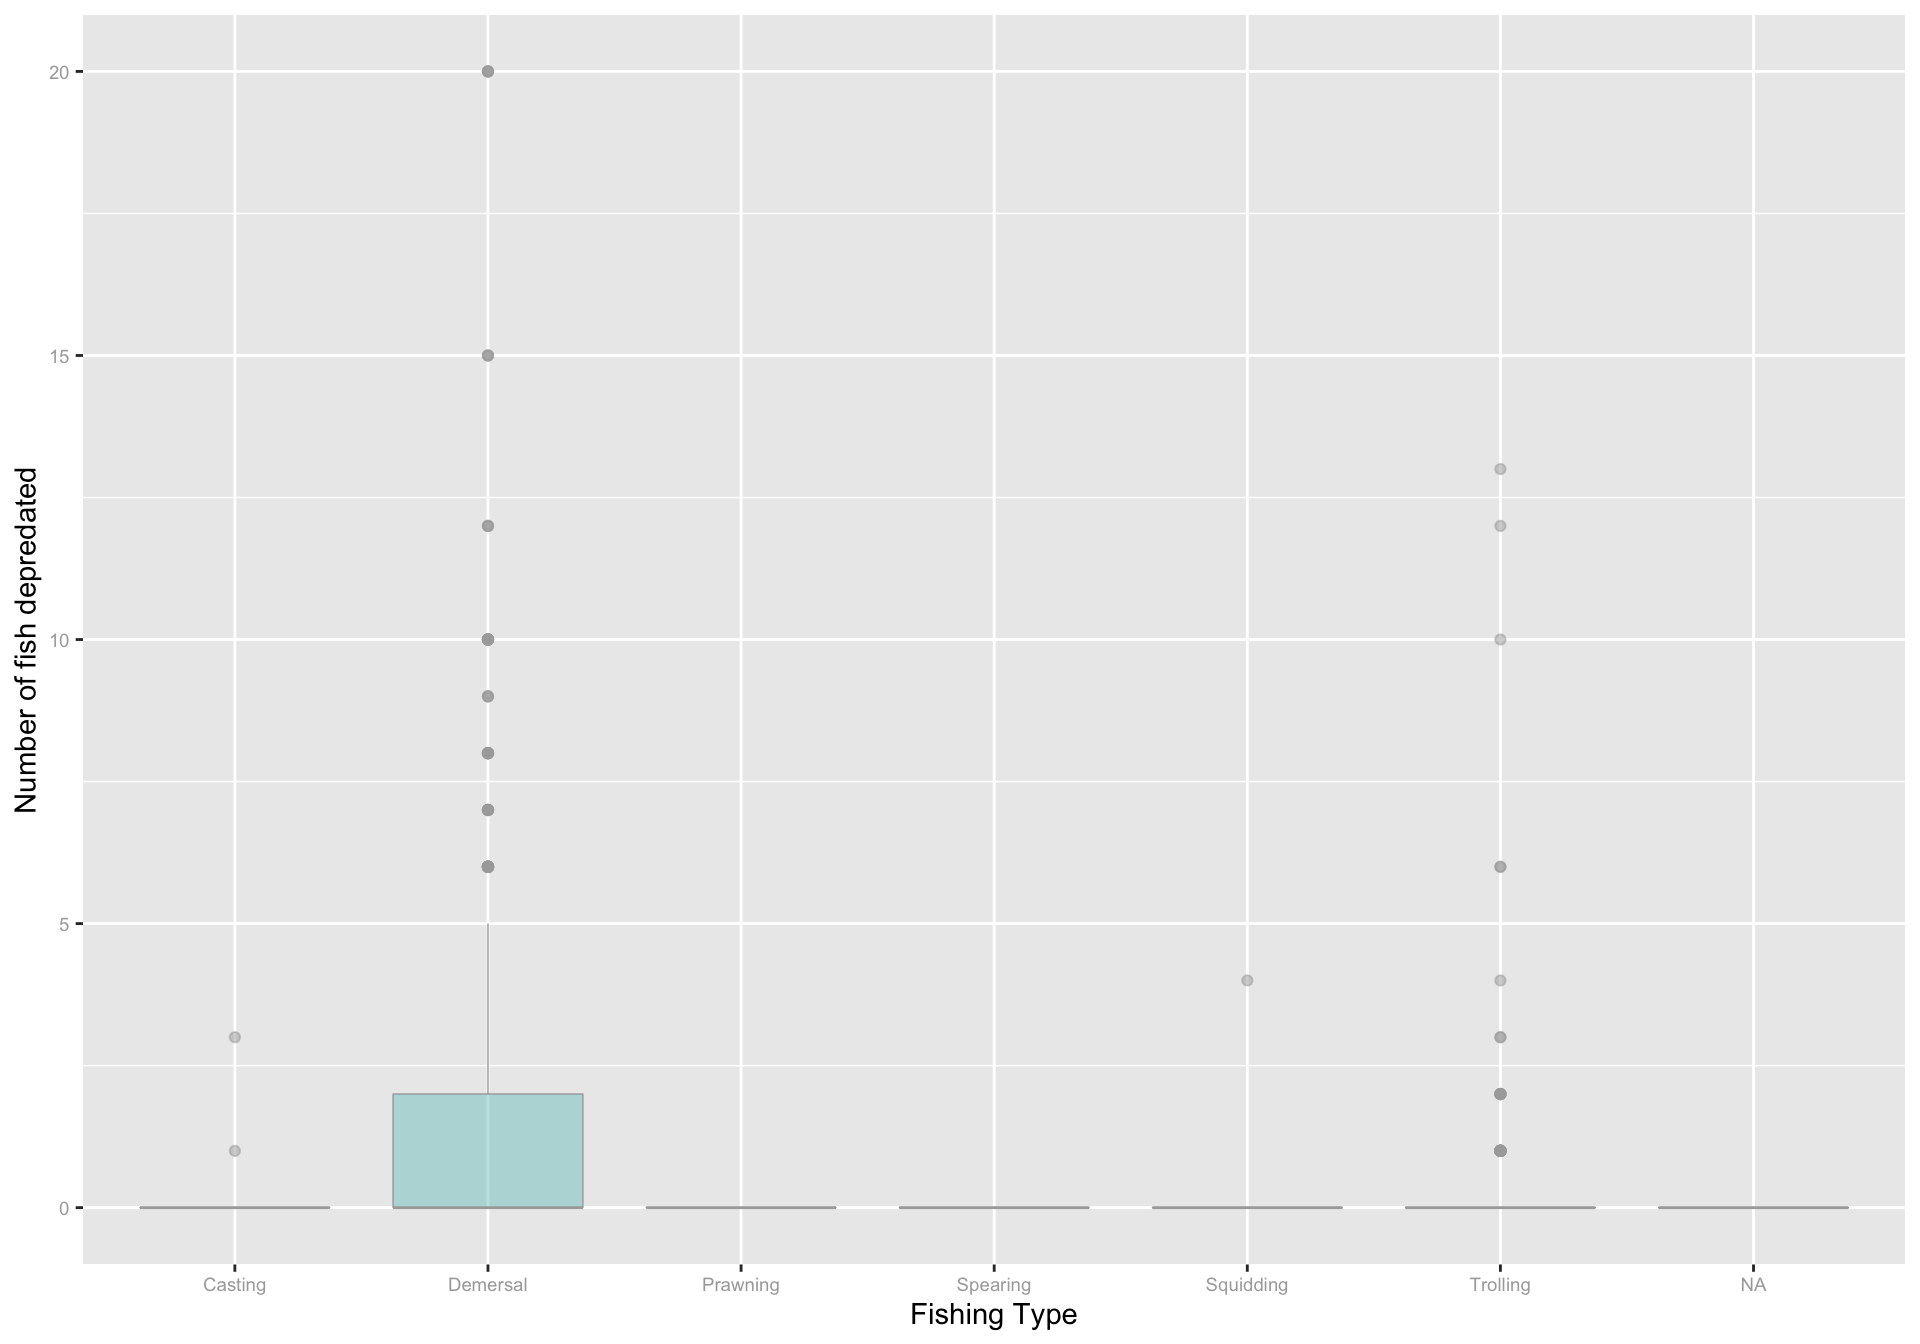 20
15
10
5
0
Number of fish depredated
Casting Demersal Prawning Spearing Squidding Trolling NA
Fishing Type